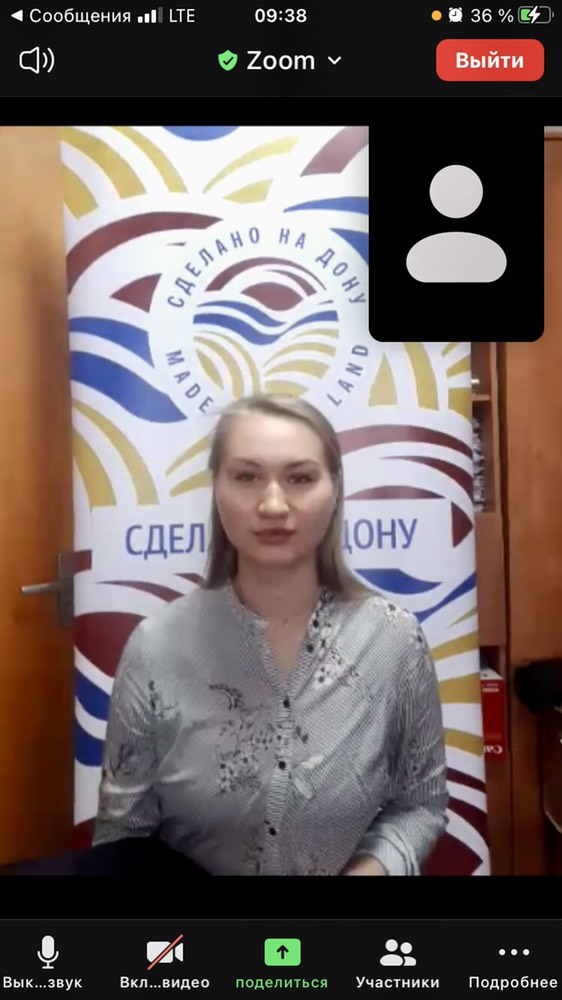 Сообщения LTE 09:38 36 %
Zoom Выйти
СДЕЛАНО НА ДОНУ
MADE LAND
СДЕЛ ДОНУ
Вык...звук Вкл...видео поделиться Участники Подробнее